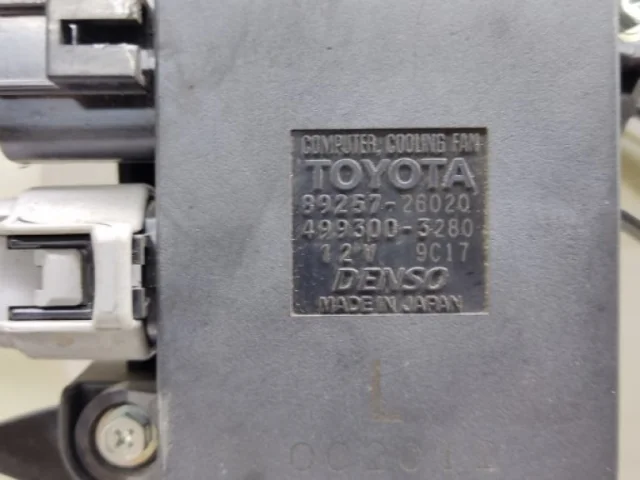 COMPUTER, COOLING FAN
TOYOTA
89257-26020
499300-3280
12V 9C17
DENSO
MADE IN JAPAN
L